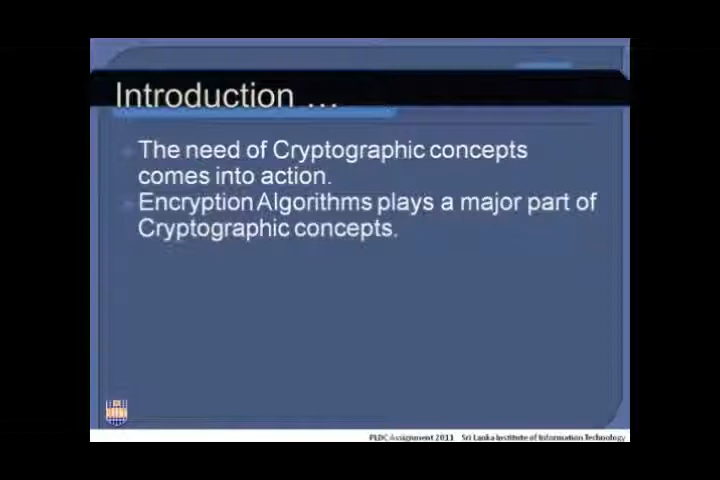 Introduction ...
The need of Cryptographic concepts
comes into action.
Encryption Algorithms plays a major part of
Cryptographic concepts.
PLDC Assignment 2011 Sri Lanka Institute of Information Technology